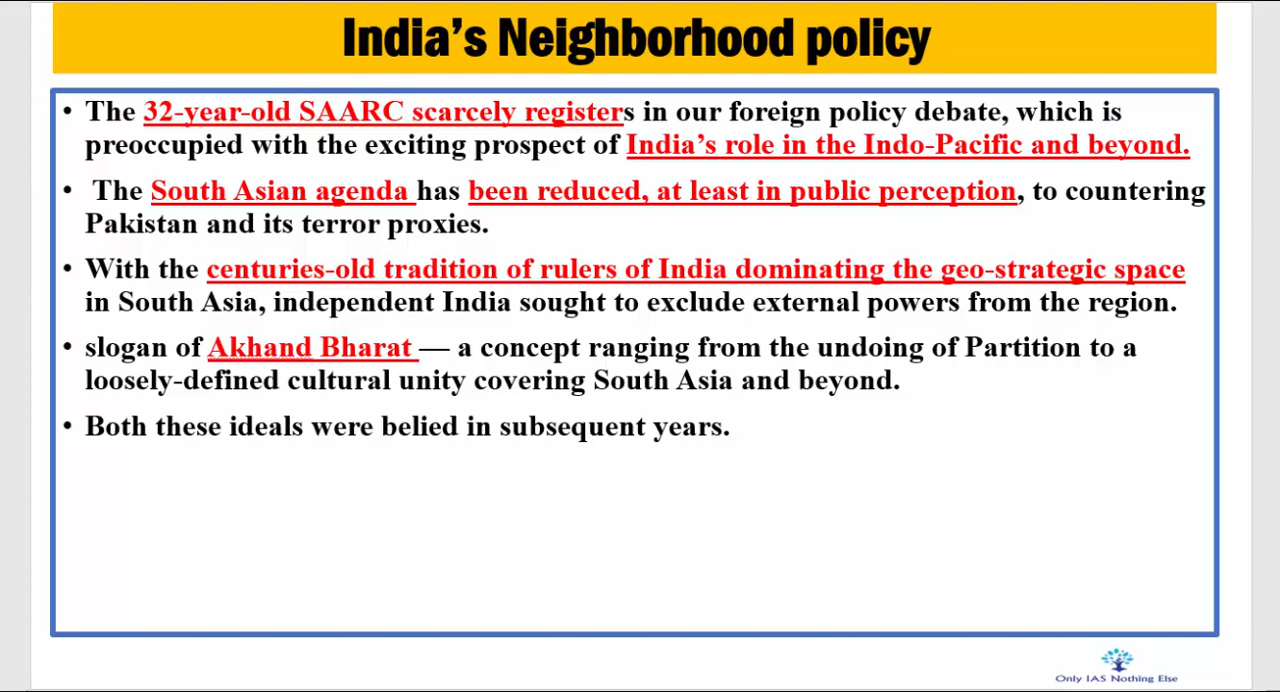 India's Neighborhood policy
• The 32-year-old SAARC scarcely registers in our foreign policy debate, which is
preoccupied with the exciting prospect of India's role in the Indo-Pacific and beyond.
• The South Asian agenda has been reduced, at least in public perception, to countering
Pakistan and its terror proxies.
• With the centuries-old tradition of rulers of India dominating the geo-strategic space
in South Asia, independent India sought to exclude external powers from the region.
• slogan of Akhand Bharat — a concept ranging from the undoing of Partition to a
loosely-defined cultural unity covering South Asia and beyond.
• Both these ideals were belied in subsequent years.
Only IAS Nothing Else